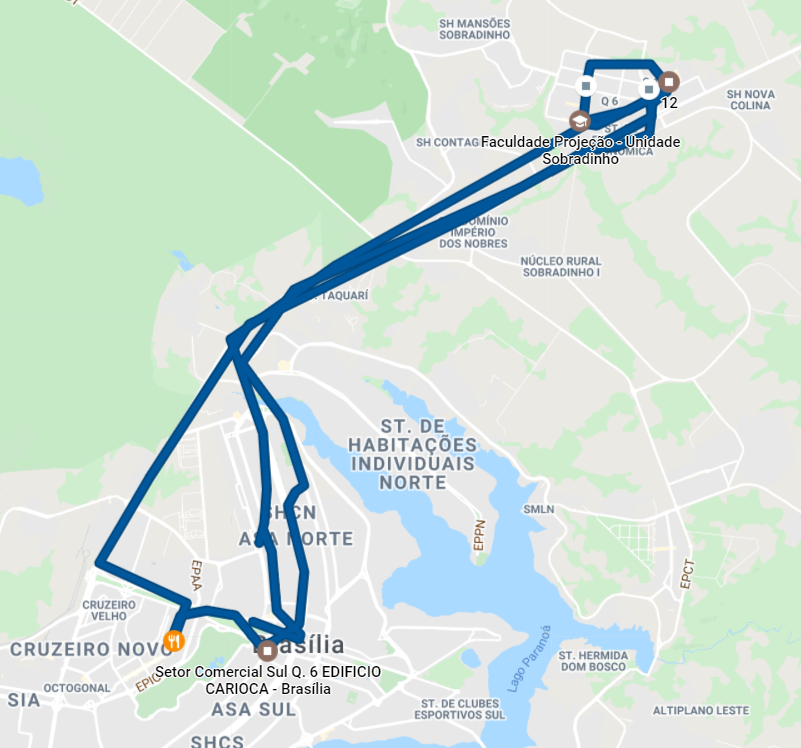 SH MANSÕES
SOBRADINHO
SH NOVA
COLINA
Q 6
12
SH CONTAG
ST.
Faculdade Projeção - Unidade
Sobradinho
NÔMICA
OMÍNIO
IMPÉRIO
DOS NOBRES
NÚCLEO RURAL
SOBRADINHO I
TAQUARÍ
ST. DE
HABITAÇÕES
INDIVIDUAIS
NORTE
SHCN
ASA NORTE
SMLN
EPPN
EPCT
EPAA
CRUZEIRO
VELHO
CRUZEIRO NOVO
Brasília
Lago Paranoá
ST. HERMIDA
DOM BOSCO
Setor Comercial Sul Q. 6 EDIFICIO
CARIOCA - Brasília
OCTOGONAL
EPIG
SIA
ASA SUL
ST. DE CLUBES
ESPORTIVOS SUL
ALTIPLANO LESTE
SHCS